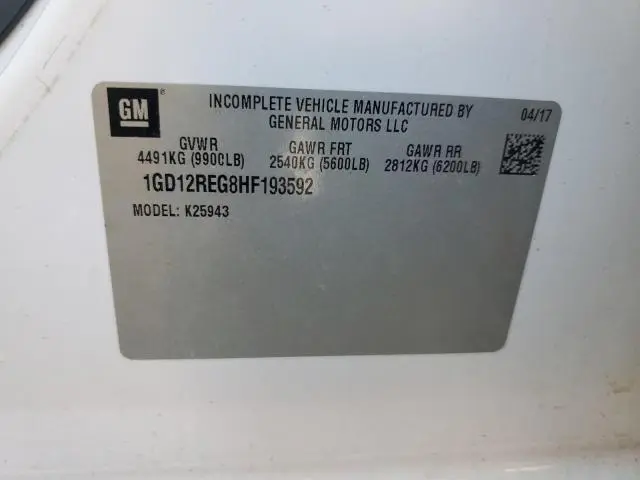 GM ® INCOMPLETE VEHICLE MANUFACTURED BY 04/17
GENERAL MOTORS LLC
GVWR GAWR FRT GAWR RR
4491KG (9900LB) 2540KG (5600LB) 2812KG (6200LB)
1GD12REG8HF193592
MODEL: K25943